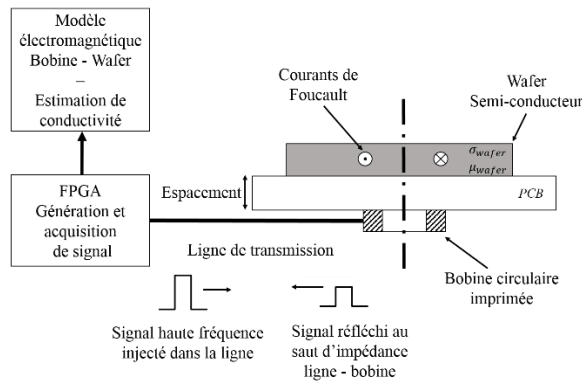 Modèle
électromagnétique
Bobine - Wafer
–
Estimation de
conductivité
Courants de
Foucault
Wafer
Semi-conducteur
σwafer
μwafer
FPGA
Génération et
acquisition
de signal
Espacement
PCB
Ligne de transmission
Bobine circulaire
imprimée
Signal haute fréquence
injecté dans la ligne
Signal réfléchi au
saut d’impédance
ligne - bobine